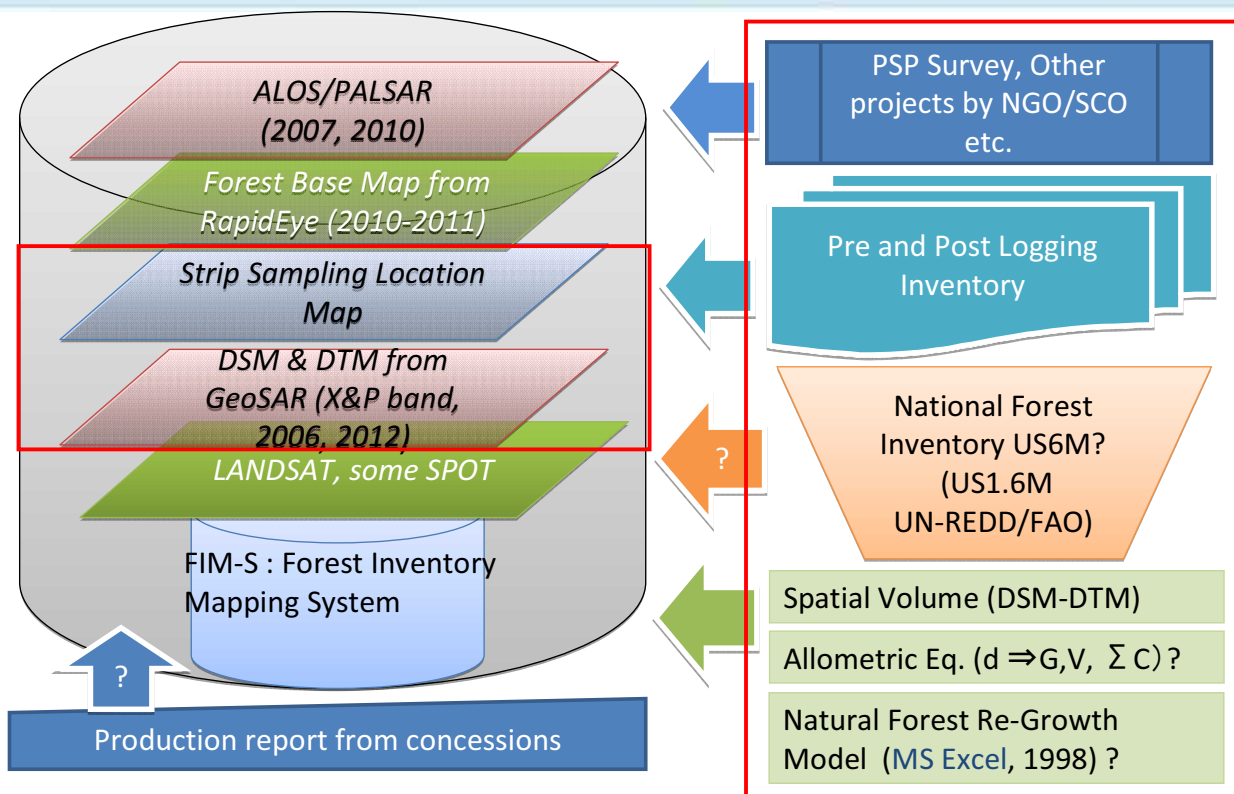 ALOS/PALSAR
(2007, 2010)
Forest Base Map from
RapidEye (2010-2011)
Strip Sampling Location
Map
DSM & DTM from
GeoSAR (X&P band,
2006, 2012)
LANDSAT, some SPOT
FIM-S : Forest Inventory
Mapping System
?
Production report from concessions
PSP Survey, Other
projects by NGO/SCO
etc.
Pre and Post Logging
Inventory
?
National Forest
Inventory US6M?
(US1.6M
UN-REDD/FAO)
Spatial Volume (DSM-DTM)
Allometric Eq. (d ⇒G,V, Σ C) ?
Natural Forest Re-Growth
Model (MS Excel, 1998) ?